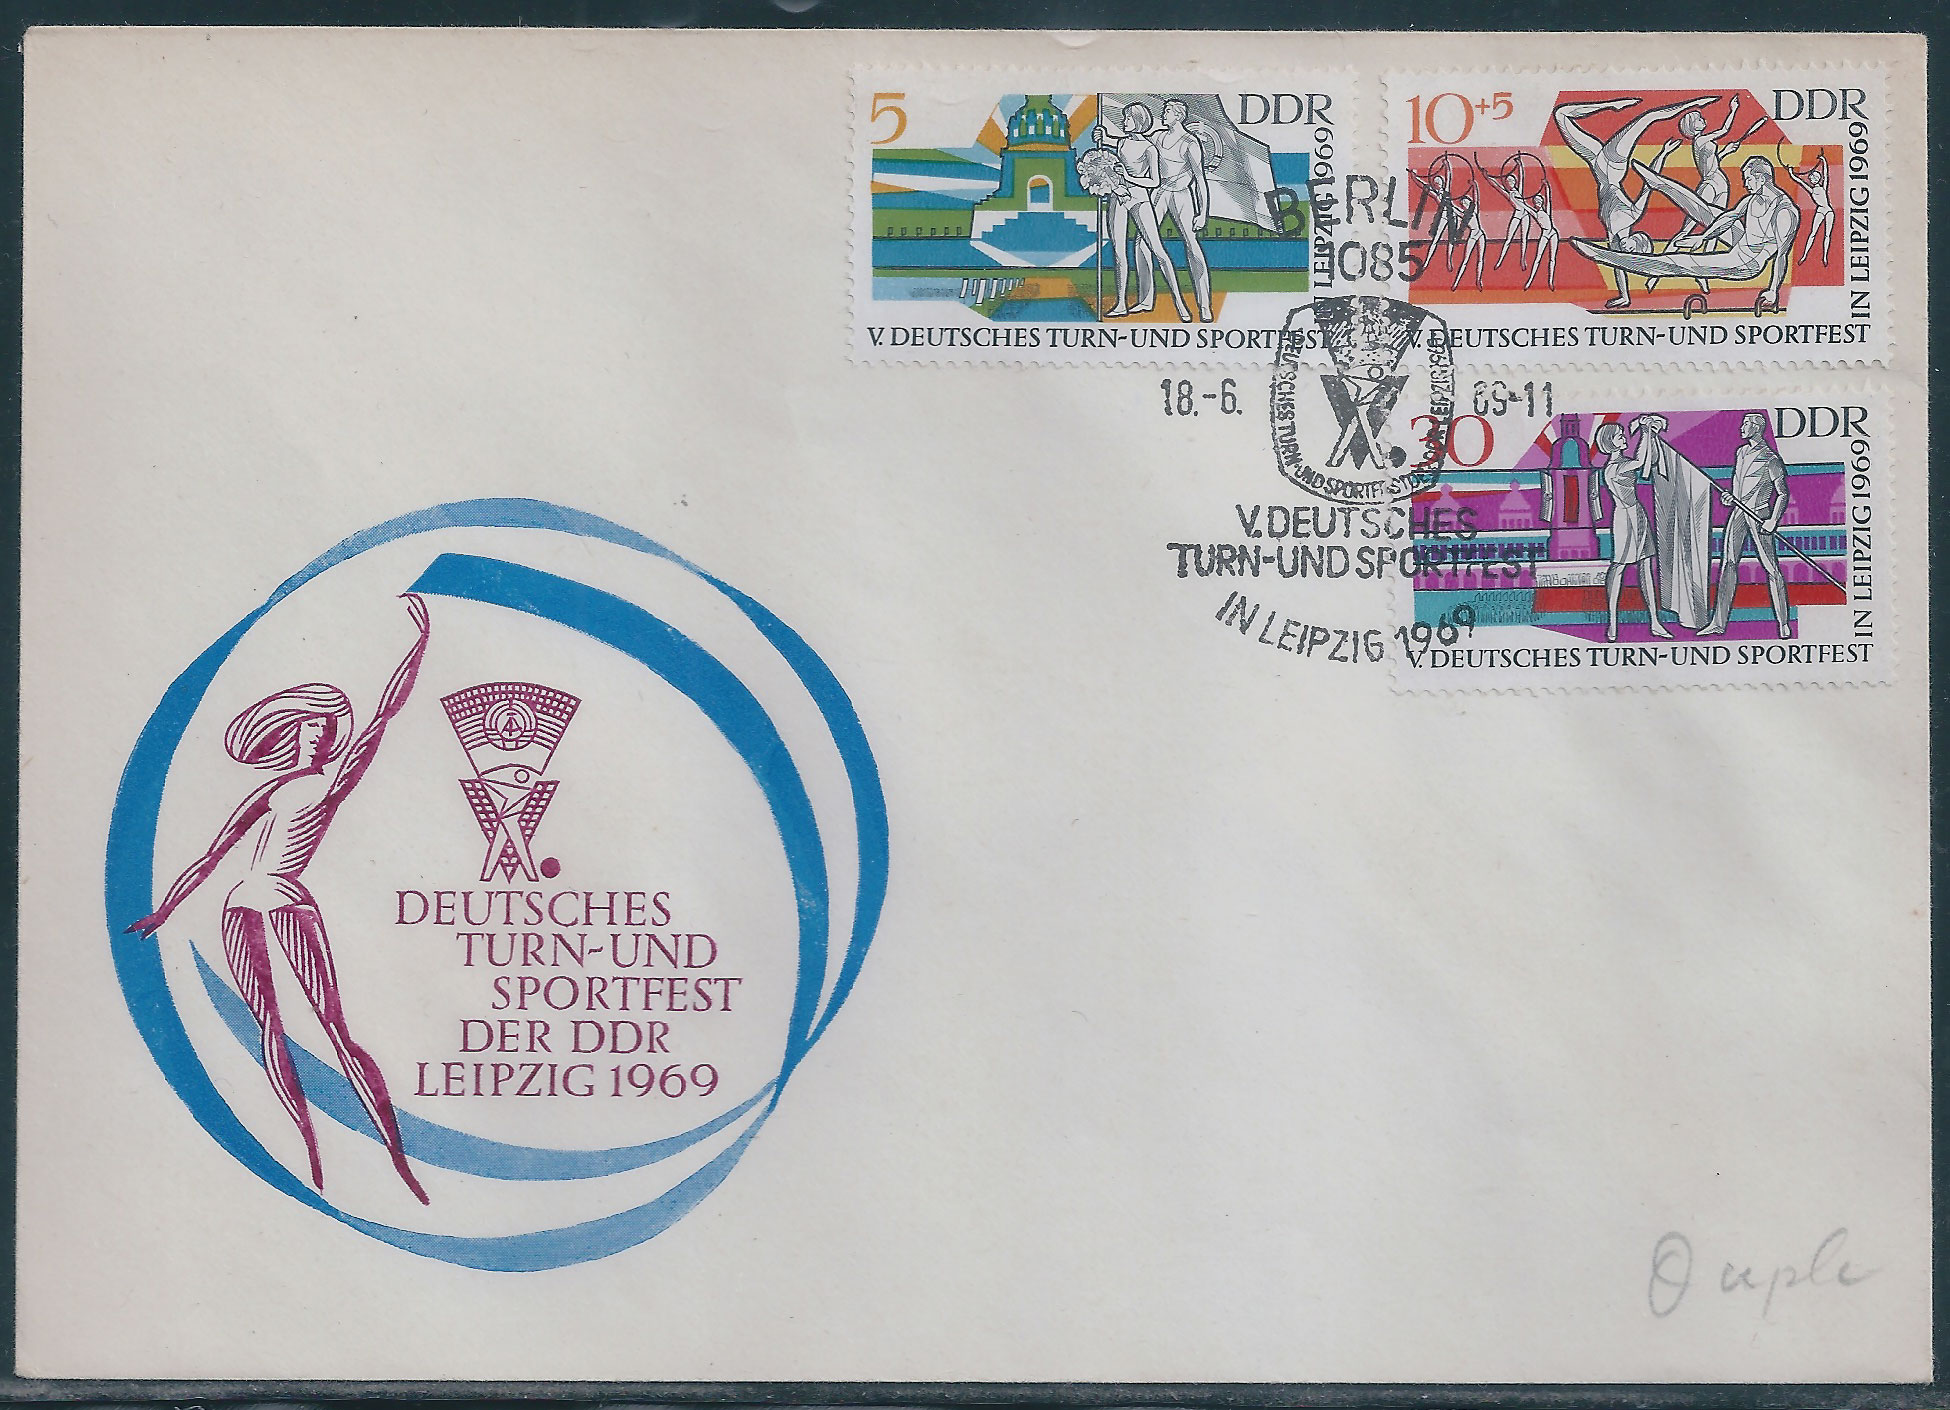 5 DDR
IN LEIPZIG 1969
V. DEUTSCHES TURN-UND SPORTFEST
10+5 DDR
IN LEIPZIG 1969
V. DEUTSCHES TURN-UND SPORTFEST
30 DDR
IN LEIPZIG 1969
V. DEUTSCHES TURN-UND SPORTFEST
BERLIN
1085
18.-6. 69-11
V. DEUTSCHES
TURN-UND SPORTFEST
IN LEIPZIG 1969
DEUTSCHES
TURN-UND
SPORTFEST
DER DDR
LEIPZIG 1969